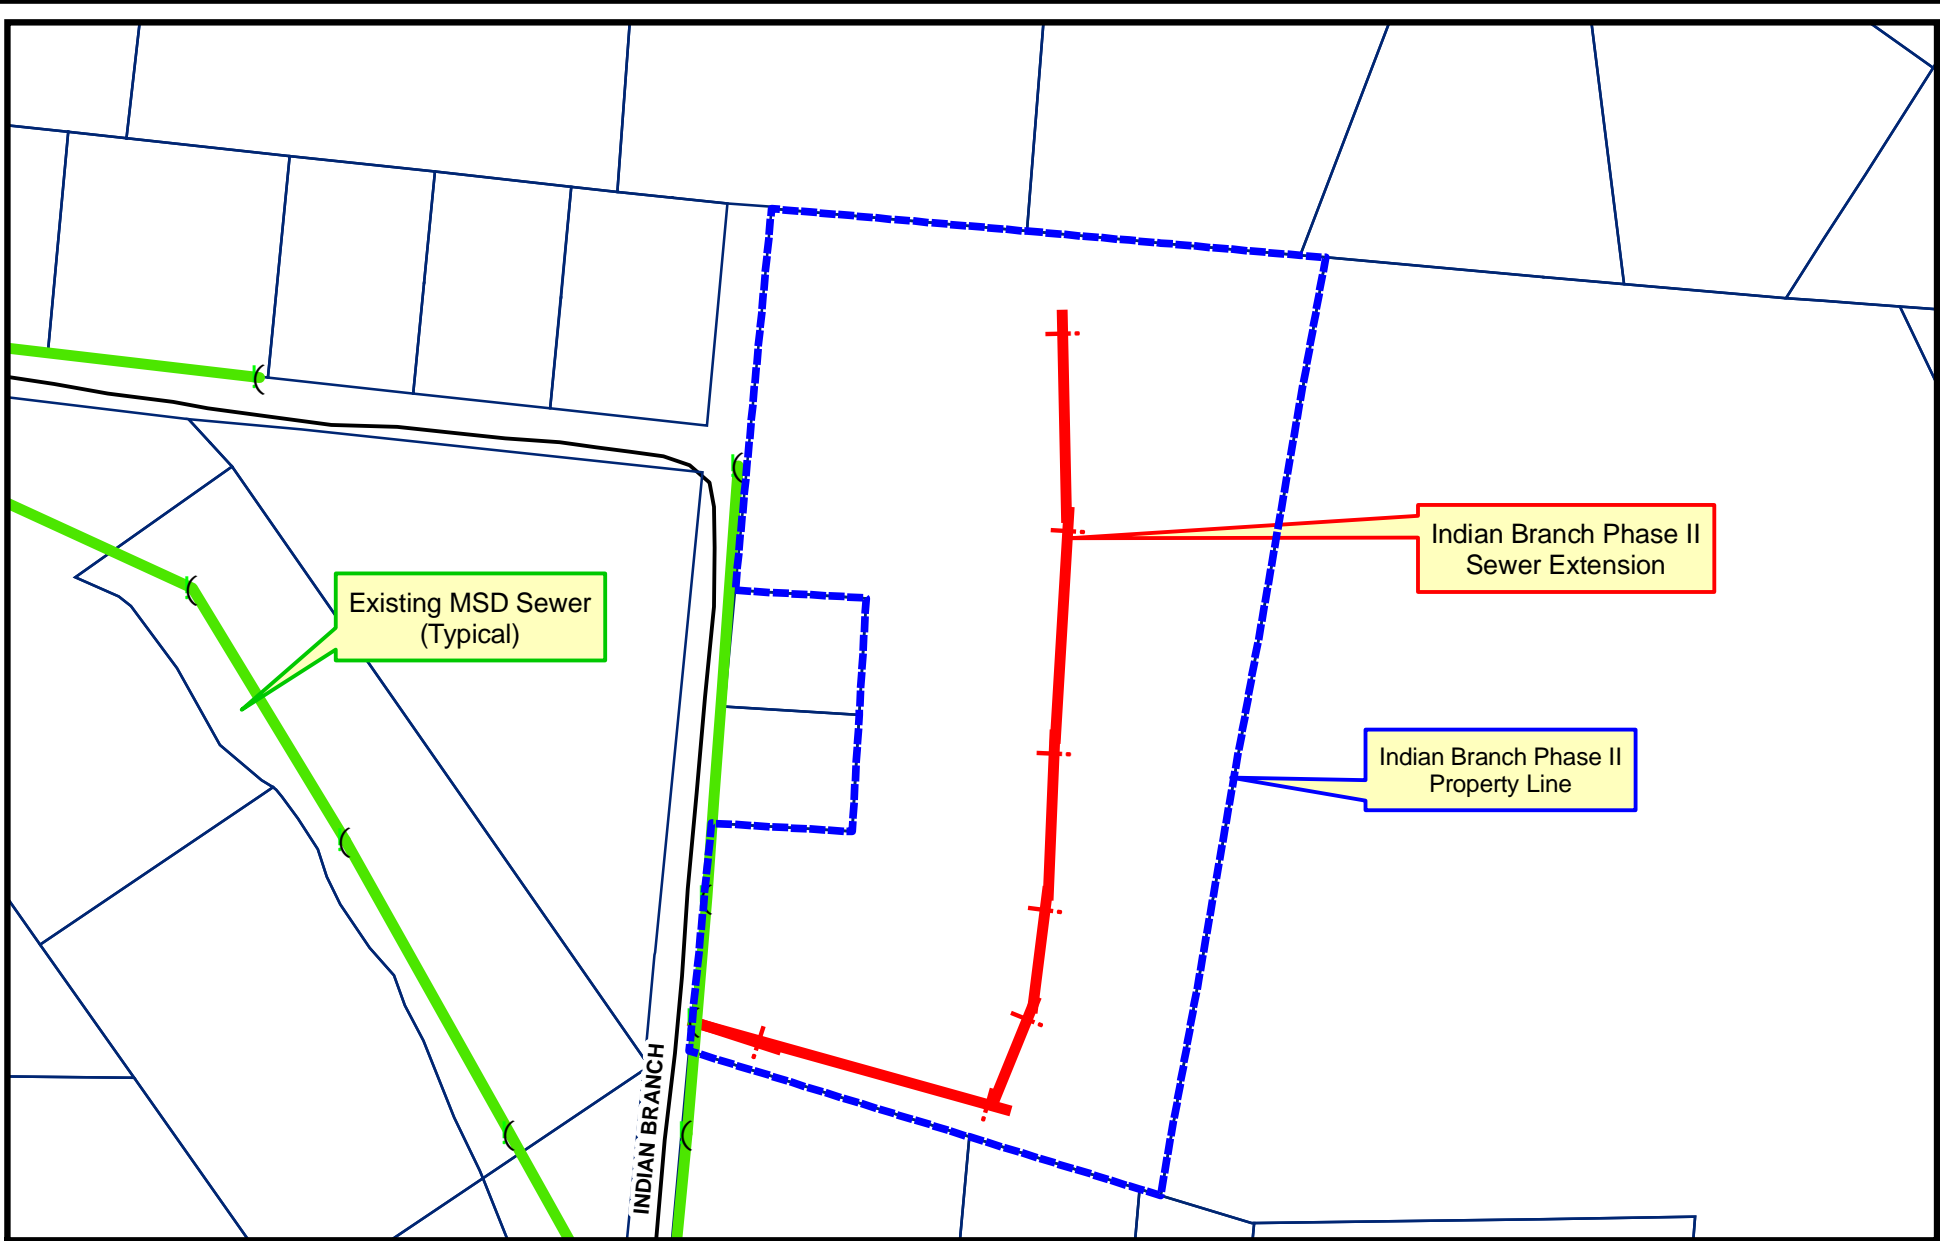 Indian Branch Phase II
Sewer Extension
Existing MSD Sewer
(Typical)
Indian Branch Phase II
Property Line
INDIAN BRANCH